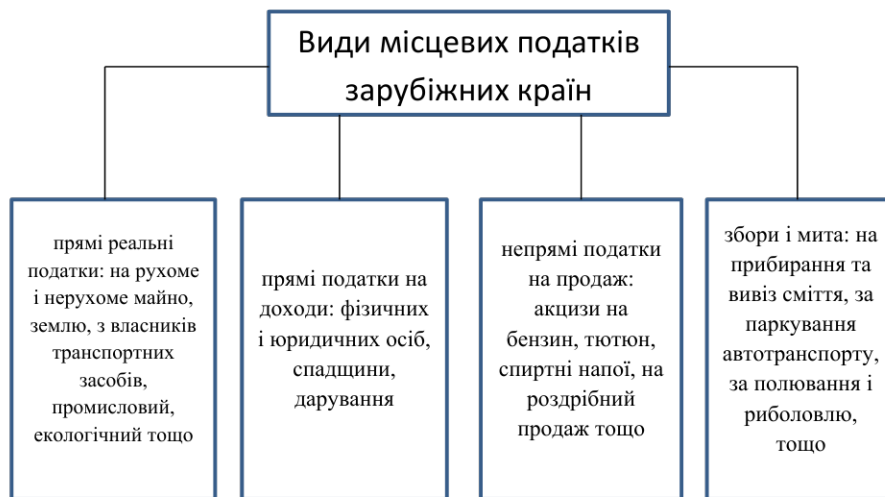 Види місцевих податків
зарубіжних країн
прямі реальні
податки: на рухоме
і нерухоме майно,
землю, з власників
транспортних
засобів,
промисловий,
екологічний тощо
прямі податки на
доходи: фізичних
і юридичних осіб,
спадщини,
дарування
непрямі податки
на продаж:
акцизи на
бензин, тютюн,
спиртні напої, на
роздрібний
продаж тощо
збори і мита: на
прибирання та
вивіз сміття, за
паркування
автотранспорту,
за полювання і
риболовлю,
тощо